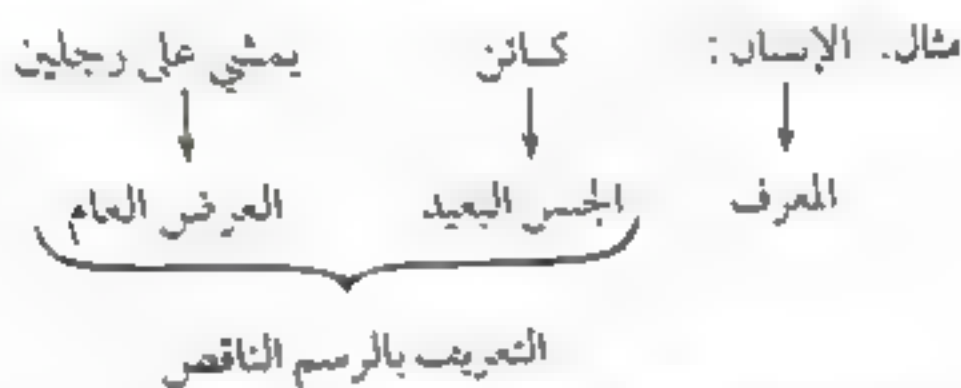 مثال. الإنسان: كائن يمشي على رجلين
المعرف الجنس البعيد العرض العام
التعريف بالرسم الناقص